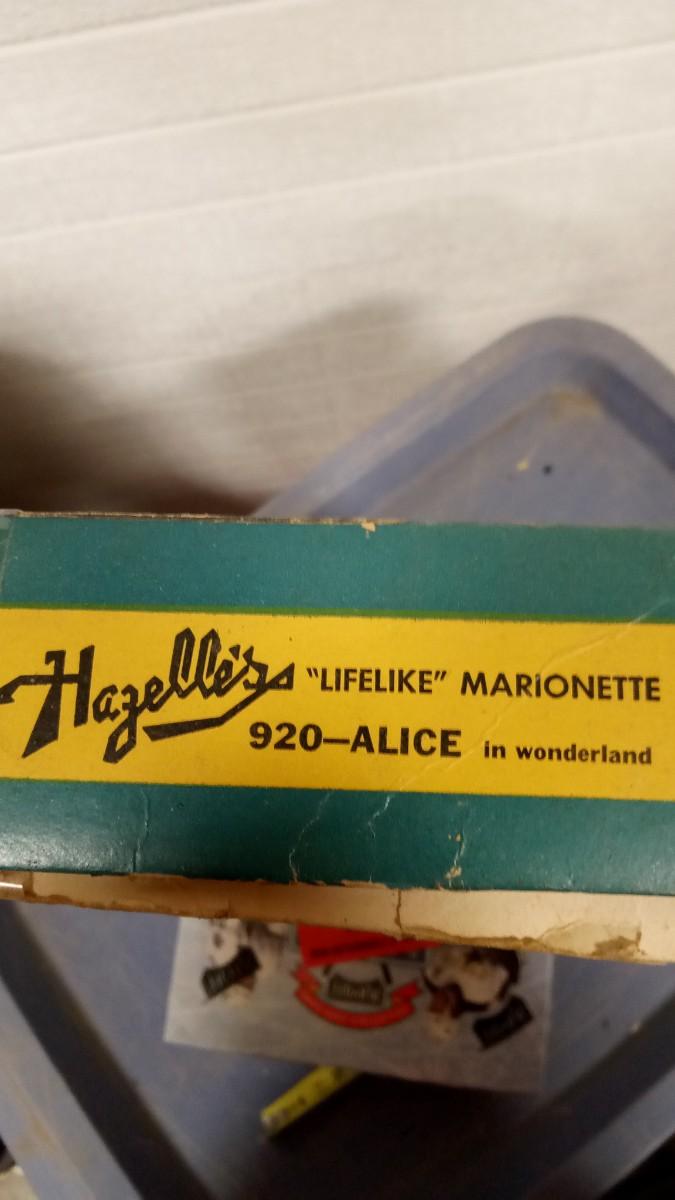 Hazelle's "LIFELIKE" MARIONETTE
920—ALICE in wonderland